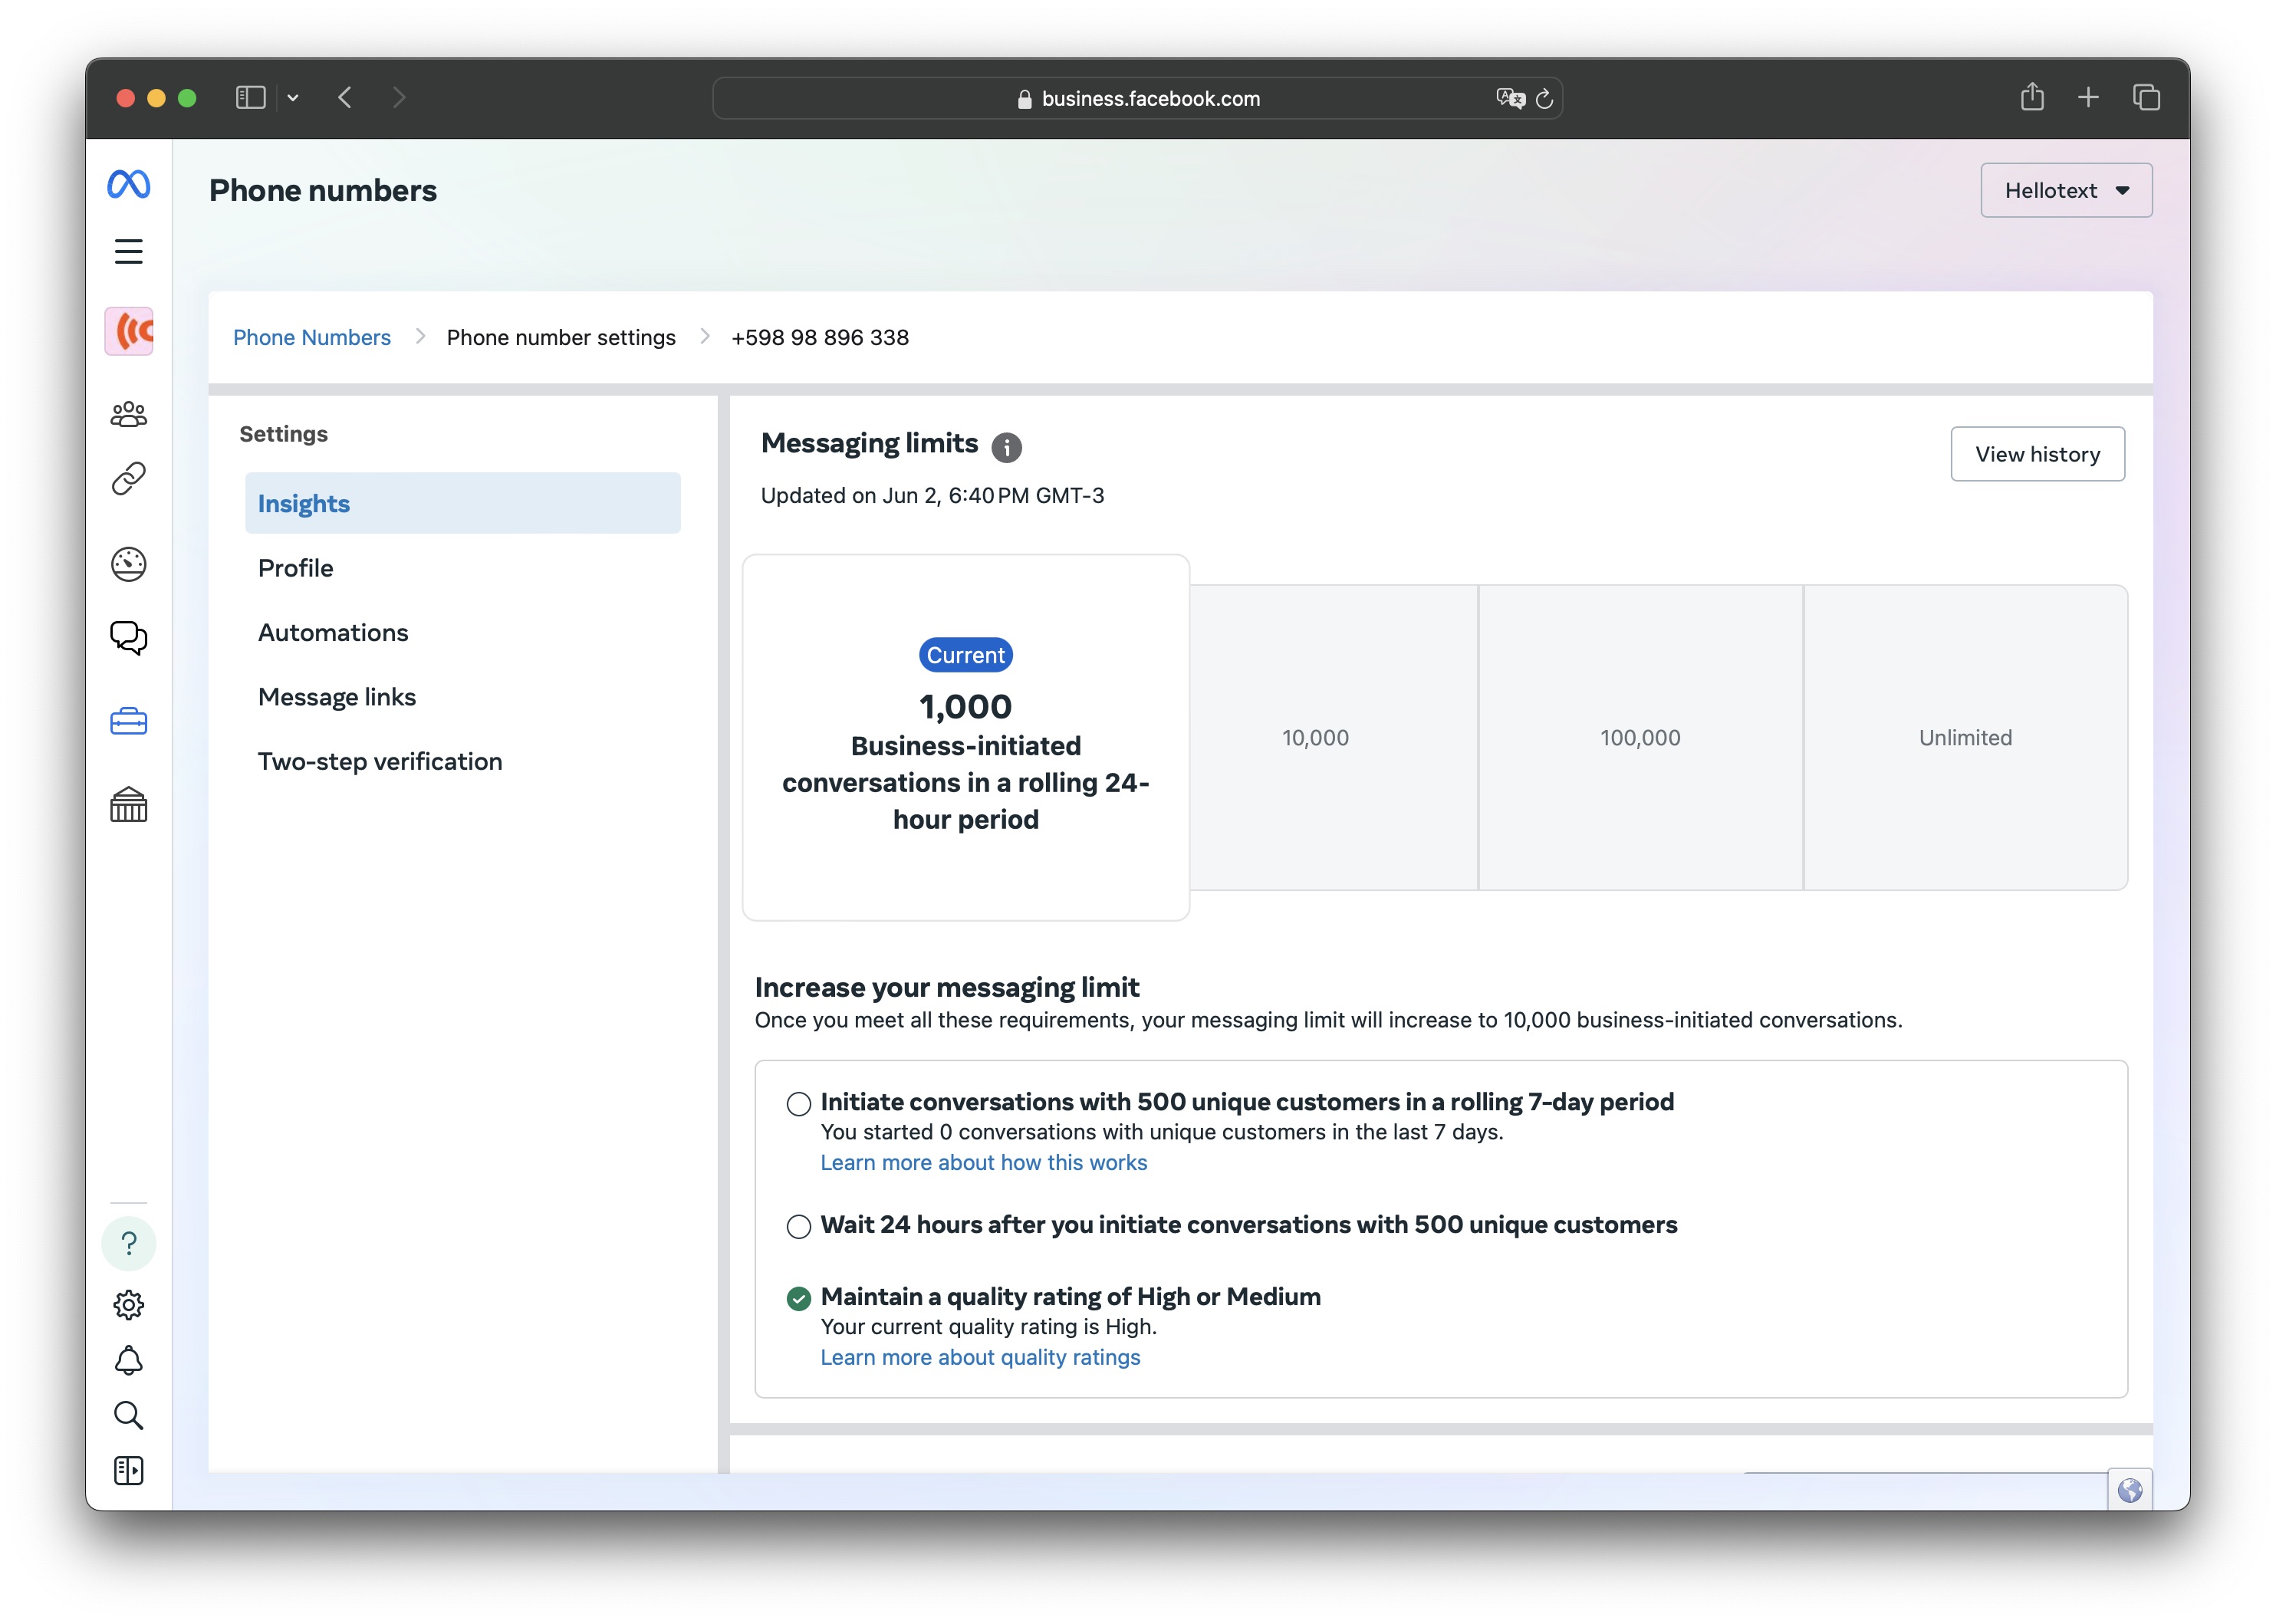 business.facebook.com
Phone numbers
Hellotext
Phone Numbers
Phone number settings
+598 98 896 338
Settings
Insights
Profile
Automations
Message links
Two-step verification
Messaging limits
View history
Updated on Jun 2, 6:40 PM GMT-3
Current
1,000
Business-initiated
conversations in a rolling 24-
hour period
10,000
100,000
Unlimited
Increase your messaging limit
Once you meet all these requirements, your messaging limit will increase to 10,000 business-initiated conversations.
Initiate conversations with 500 unique customers in a rolling 7-day period
You started 0 conversations with unique customers in the last 7 days.
Learn more about how this works
Wait 24 hours after you initiate conversations with 500 unique customers
Maintain a quality rating of High or Medium
Your current quality rating is High.
Learn more about quality ratings